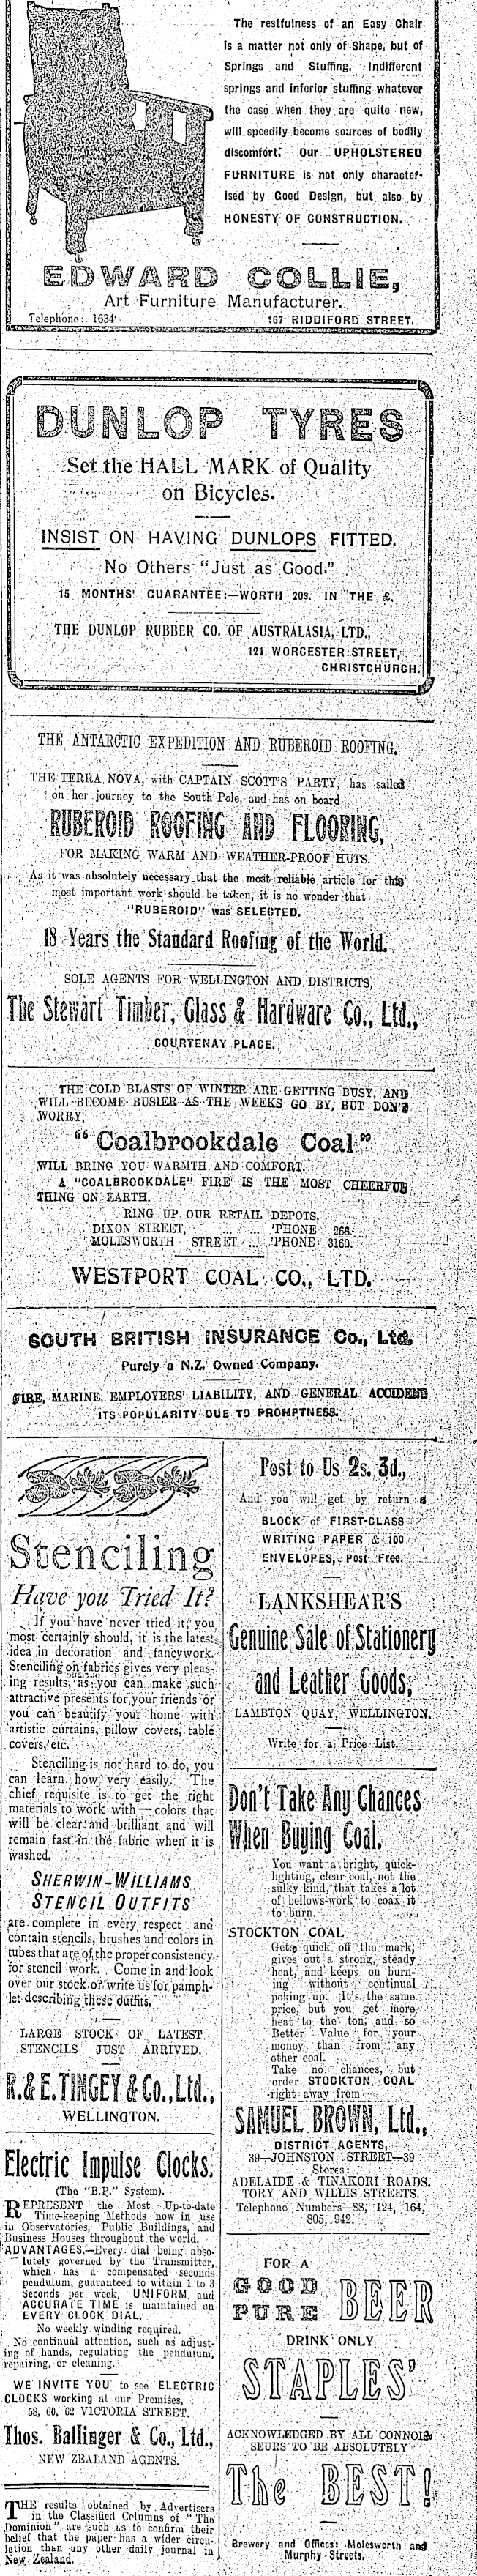 The restfulness of an Easy Chair
is a matter not only of Shape, but of
Springs and Stuffing. Indifferent
springs and inferior stuffing whatever
the case when they are quite new,
will speedily become sources of bodily
discomfort. Our UPHOLSTERED
FURNITURE is not only character-
ised by Good Design, but also by
HONESTY OF CONSTRUCTION.
EDWARD COLLIE,
Art Furniture Manufacturer.
Telephone: 1634 167 RIDDIFORD STREET.
DUNLOP TYRES
Set the HALL MARK of Quality
on Bicycles.
INSIST ON HAVING DUNLOPS FITTED.
No Others "Just as Good."
15 MONTHS' GUARANTEE:—WORTH 20s. IN THE £.
THE DUNLOP RUBBER CO. OF AUSTRALASIA, LTD.,
121 WORCESTER STREET,
CHRISTCHURCH.
THE ANTARCTIC EXPEDITION AND RUBEROID ROOFING.
THE TERRA NOVA, with CAPTAIN SCOTT'S PARTY, has sailed
on her journey to the South Pole, and has on board
RUBEROID ROOFING AND FLOORING,
FOR MAKING WARM AND WEATHER-PROOF HUTS.
As it was absolutely necessary that the most reliable article for this
most important work should be taken, it is no wonder that
"RUBEROID" was SELECTED.
18 Years the Standard Roofing of the World.
SOLE AGENTS FOR WELLINGTON AND DISTRICTS,
The Stewart Timber, Glass & Hardware Co., Ltd.,
COURTENAY PLACE.
THE COLD BLASTS OF WINTER ARE GETTING BUSY, AND
WILL BECOME BUSIER AS THE WEEKS GO BY, BUT DON'T
WORRY,
"Coalbrookdale Coal"
WILL BRING YOU WARMTH AND COMFORT.
A "COALBROOKDALE" FIRE IS THE MOST CHEERFUL
THING ON EARTH.
RING UP OUR RETAIL DEPOTS.
DIXON STREET, ... ... 'PHONE 266.
MOLESWORTH STREET ... 'PHONE 3160.
WESTPORT COAL CO., LTD.
SOUTH BRITISH INSURANCE Co., Ltd.
Purely a N.Z. Owned Company.
FIRE, MARINE, EMPLOYERS' LIABILITY, AND GENERAL ACCIDENT
ITS POPULARITY DUE TO PROMPTNESS.
Stenciling
Have you Tried It?
If you have never tried it, you
most certainly should, it is the latest
idea in decoration and fancywork.
Stenciling on fabrics gives very pleas-
ing results, as you can make such
attractive presents for your friends or
you can beautify your home with
artistic curtains, pillow covers, table
covers, etc.
Stenciling is not hard to do, you
can learn how very easily. The
chief requisite is to get the right
materials to work with—colors that
will be clear and brilliant and will
remain fast in the fabric when it is
washed.
SHERWIN-WILLIAMS
STENCIL OUTFITS
are complete in every respect and
contain stencils, brushes and colors in
tubes that are of the proper consistency
for stencil work. Come in and look
over our stock or write us for pamph-
let describing these outfits.
LARGE STOCK OF LATEST
STENCILS JUST ARRIVED.
R. & E. TINGEY & Co., Ltd.,
WELLINGTON.
Electric Impulse Clocks.
(The "B.P." System).
REPRESENT the Most Up-to-date
Time-keeping Methods now in use
in Observatories, Public Buildings, and
Business Houses throughout the world.
ADVANTAGES.—Every dial being abso-
lutely governed by the Transmitter,
which has a compensated seconds
pendulum, guaranteed to within 1 to 3
Seconds per week, UNIFORM and
ACCURATE TIME is maintained on
EVERY CLOCK DIAL.
No weekly winding required.
No continual attention, such as adjust-
ing of hands, regulating the pendulum,
repairing, or cleaning.
WE INVITE YOU to see ELECTRIC
CLOCKS working at our Premises,
58, 60, 62 VICTORIA STREET.
Thos. Ballinger & Co., Ltd.,
NEW ZEALAND AGENTS.
THE results obtained by Advertisers
in the Classified Columns of "The
Dominion" are such as to confirm their
belief that the paper has a wider circu-
lation than any other daily journal in
New Zealand.
Post to Us 2s. 3d.,
And you will get by return a
BLOCK of FIRST-CLASS
WRITING PAPER & 100
ENVELOPES, Post Free.
LANKSHEAR'S
Genuine Sale of Stationery
and Leather Goods,
LAMBTON QUAY, WELLINGTON.
Write for a Price List.
Don't Take Any Chances
When Buying Coal.
You want a bright, quick-
lighting, clear coal, not the
sulky kind, that takes a lot
of bellows-work to coax it
to burn.
STOCKTON COAL
Gets quick off the mark;
gives out a strong, steady
heat, and keeps on burn-
ing without continual
poking up. It's the same
price, but you get more
heat to the ton, and so
Better Value for your
money than from any
other coal.
Take no chances, but
order STOCKTON COAL
right away from
SAMUEL BROWN, Ltd.,
DISTRICT AGENTS,
39—JOHNSTON STREET—39
Stores:
ADELAIDE & TINAKORI ROADS.
TORY AND WILLIS STREETS.
Telephone Numbers—88, 124, 164,
805, 942.
FOR A
GOOD
PURE BEER
DRINK ONLY
STAPLES'
ACKNOWLEDGED BY ALL CONNOIS-
SEURS TO BE ABSOLUTELY
The BEST!
Brewery and Offices: Molesworth and
Murphy Streets.